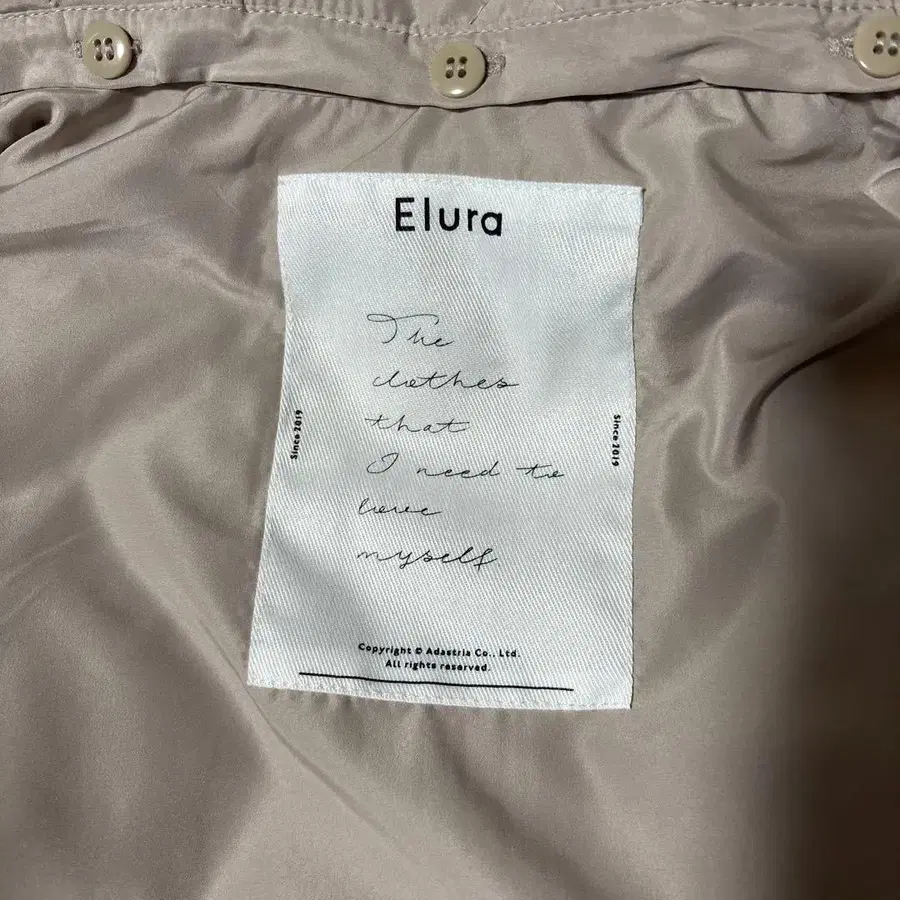 Elura
The
clothes
that
I need to
love
myself
Since 2019
Since 2019
Copyright © Adastria Co., Ltd.
All rights reserved.